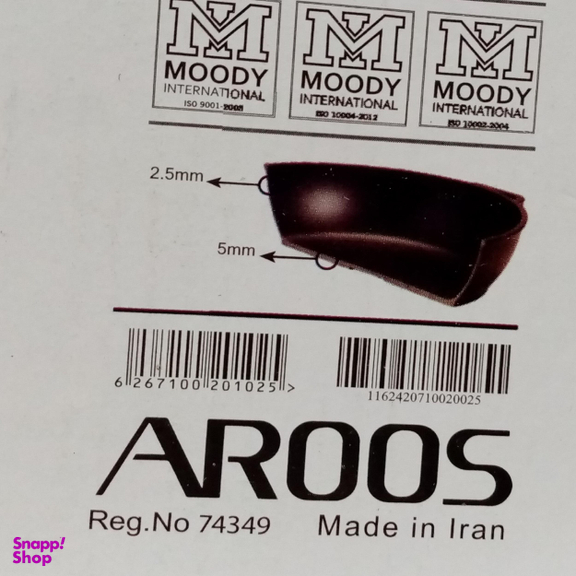 MOODY
INTERNATIONAL
ISO 9001-2008
MOODY
INTERNATIONAL
ISO 10004-2012
MOODY
INTERNATIONAL
ISO 10002-2004
2.5mm
5mm
6 267100 201025 >
1162420710020025
AROOS
Reg.No 74349 Made in Iran
Snapp!
Shop